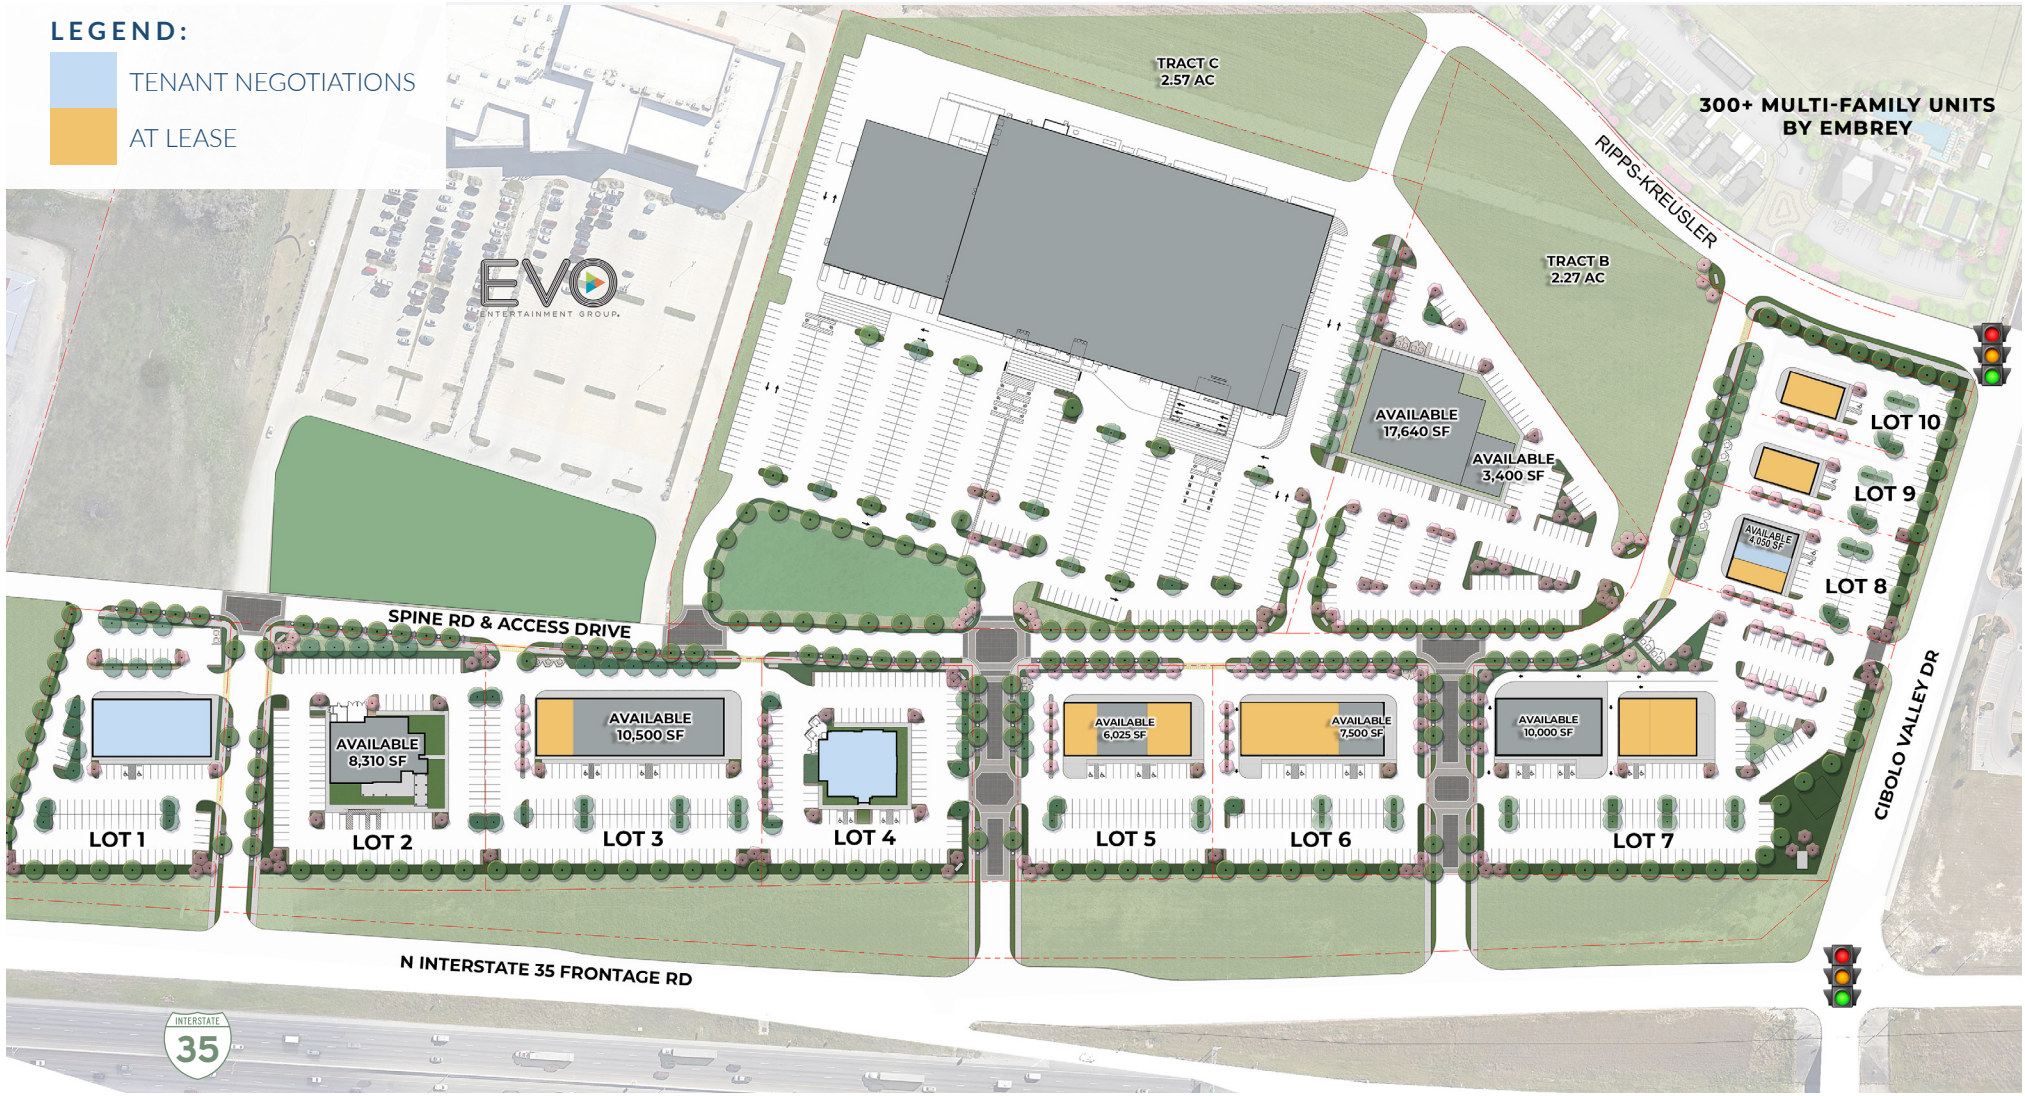 LEGEND:
TENANT NEGOTIATIONS
AT LEASE
EVO
ENTERTAINMENT GROUP.
TRACT C
2.57 AC
300+ MULTI-FAMILY UNITS
BY EMBREY
RIPPS-KREUSLER
TRACT B
2.27 AC
AVAILABLE
17,640 SF
AVAILABLE
3,400 SF
LOT 10
LOT 9
AVAILABLE
4,050 SF
LOT 8
SPINE RD & ACCESS DRIVE
CIBOLO VALLEY DR
AVAILABLE
8,310 SF
AVAILABLE
10,500 SF
AVAILABLE
6,025 SF
AVAILABLE
7,500 SF
AVAILABLE
10,000 SF
LOT 1
LOT 2
LOT 3
LOT 4
LOT 5
LOT 6
LOT 7
N INTERSTATE 35 FRONTAGE RD
INTERSTATE
35